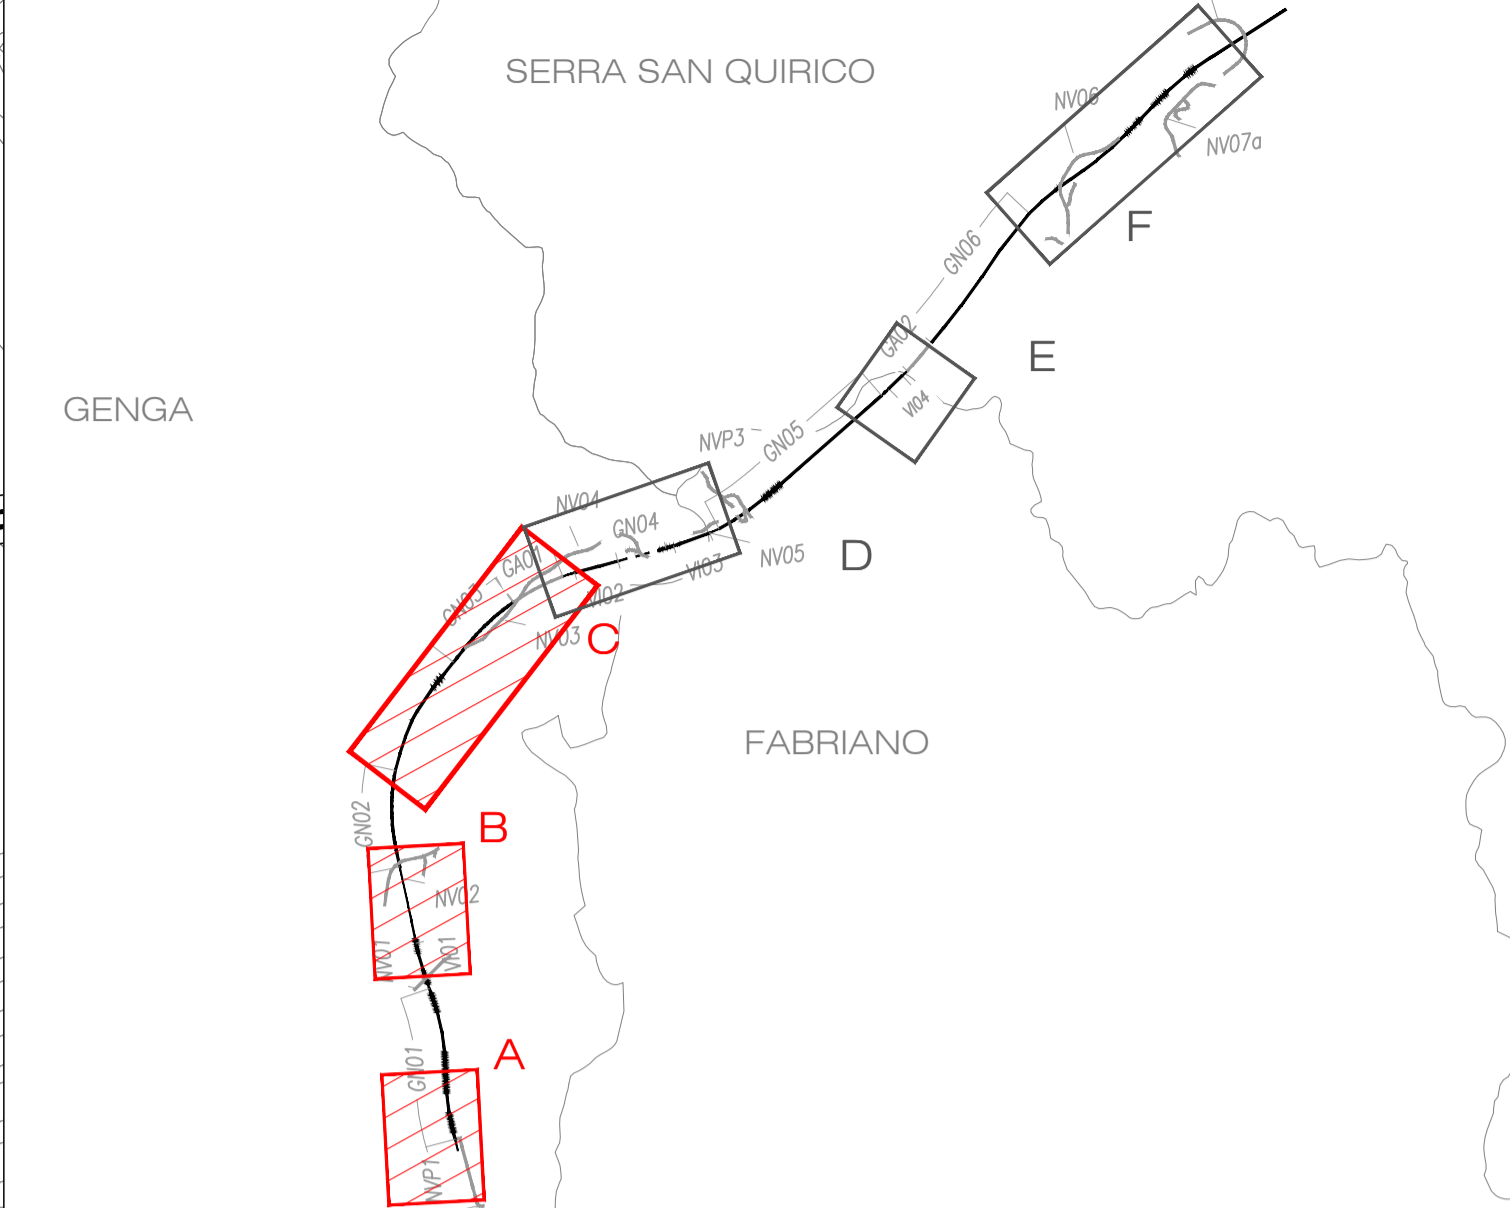 SERRA SAN QUIRICO
NV06
NV07a
F
GN06
GA02
E
VI04
GENGA
NVP3
GN05
NV04
GN04
D
NV05
VI03
GA01
GN03
VI02
NV03
C
FABRIANO
GN02
B
NV02
NV01
VI01
A
GN01
NVP1